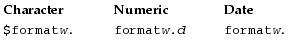 Character Numeric Date
$formatw. formatw.d formatw.